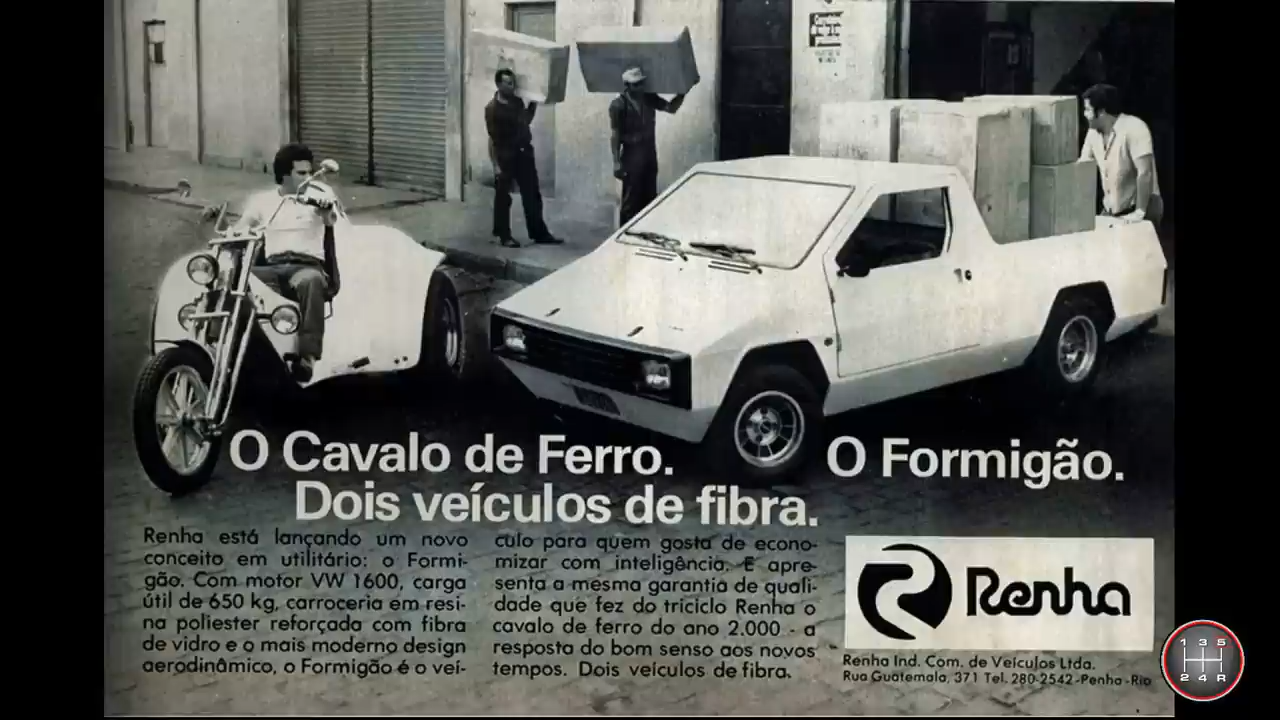 O Cavalo de Ferro.
O Formigão.
Dois veículos de fibra.
Renha está lançando um novo
conceito em utilitário: o Formi-
gão. Com motor VW 1600, carga
útil de 650 kg, carroceria em resi-
na poliester reforçada com fibra
de vidro e o mais moderno design
aerodinâmico, o Formigão é o veí-
culo para quem gosta de econo-
mizar com inteligência. E apre-
senta a mesma garantia de quali-
dade que fez do triciclo Renha o
cavalo de ferro do ano 2.000 - a
resposta do bom senso aos novos
tempos. Dois veículos de fibra.
Renha
Renha Ind. Com. de Veículos Ltda.
Rua Guatemala, 371 Tel. 280-2542 - Penha - Rio
1 3 5
2 4 R